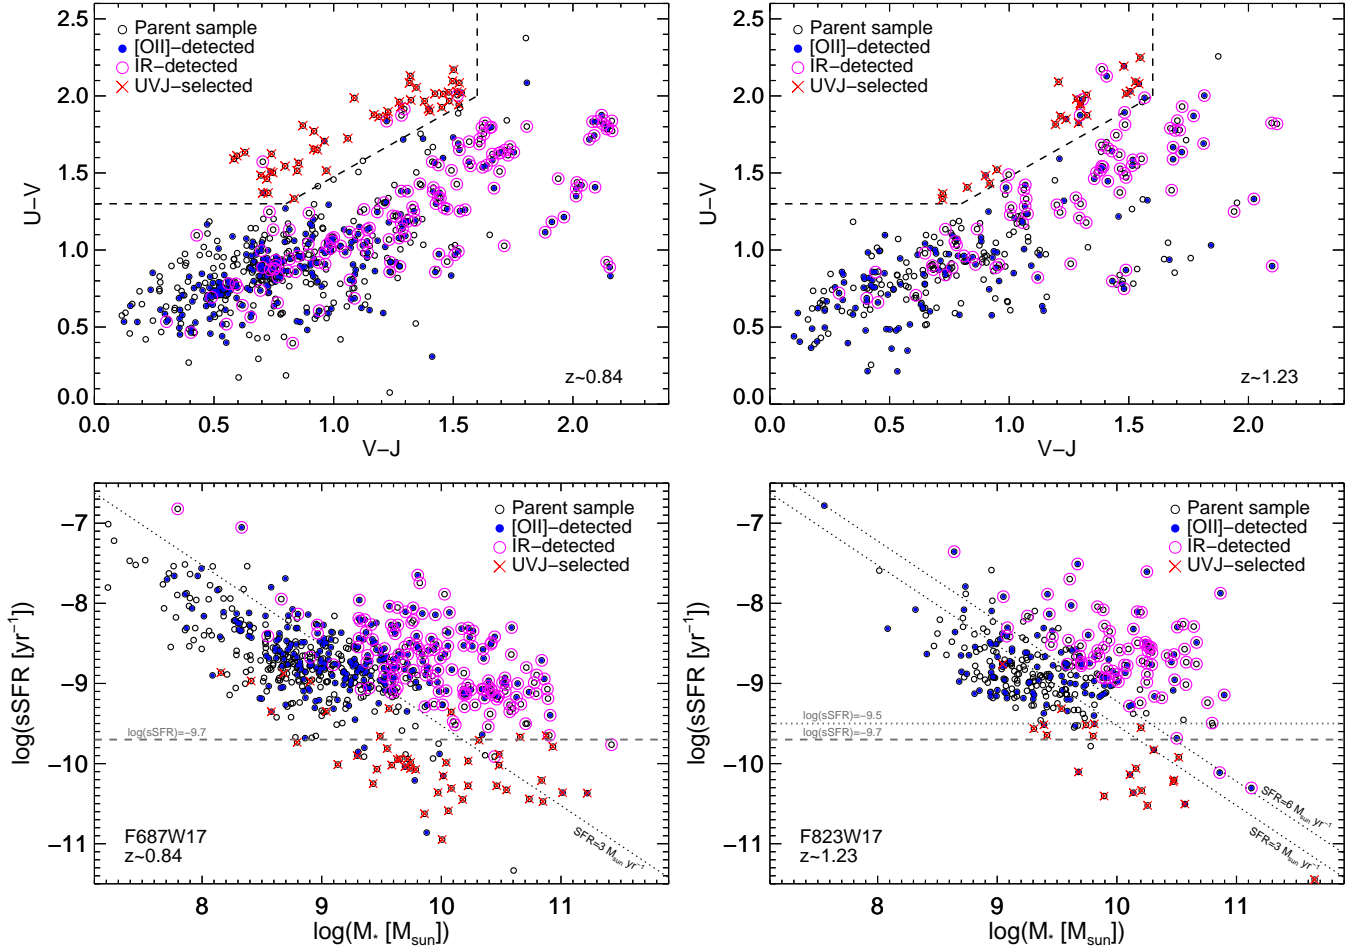 2.5
2.0
1.5
1.0
0.5
0.0
U−V
Parent sample
[OII]−detected
IR−detected
UVJ−selected
z~0.84
0.0 0.5 1.0 1.5 2.0
V−J
2.5
2.0
1.5
1.0
0.5
0.0
U−V
Parent sample
[OII]−detected
IR−detected
UVJ−selected
z~1.23
0.0 0.5 1.0 1.5 2.0
V−J
−7
−8
−9
−10
−11
log(sSFR [yr−1])
Parent sample
[OII]−detected
IR−detected
UVJ−selected
log(sSFR)=−9.7
SFR=3 Msun yr−1
F687W17
z~0.84
8 9 10 11
log(M* [Msun])
−7
−8
−9
−10
−11
log(sSFR [yr−1])
Parent sample
[OII]−detected
IR−detected
UVJ−selected
log(sSFR)=−9.5
log(sSFR)=−9.7
SFR=6 Msun yr−1
SFR=3 Msun yr−1
F823W17
z~1.23
8 9 10 11
log(M* [Msun])